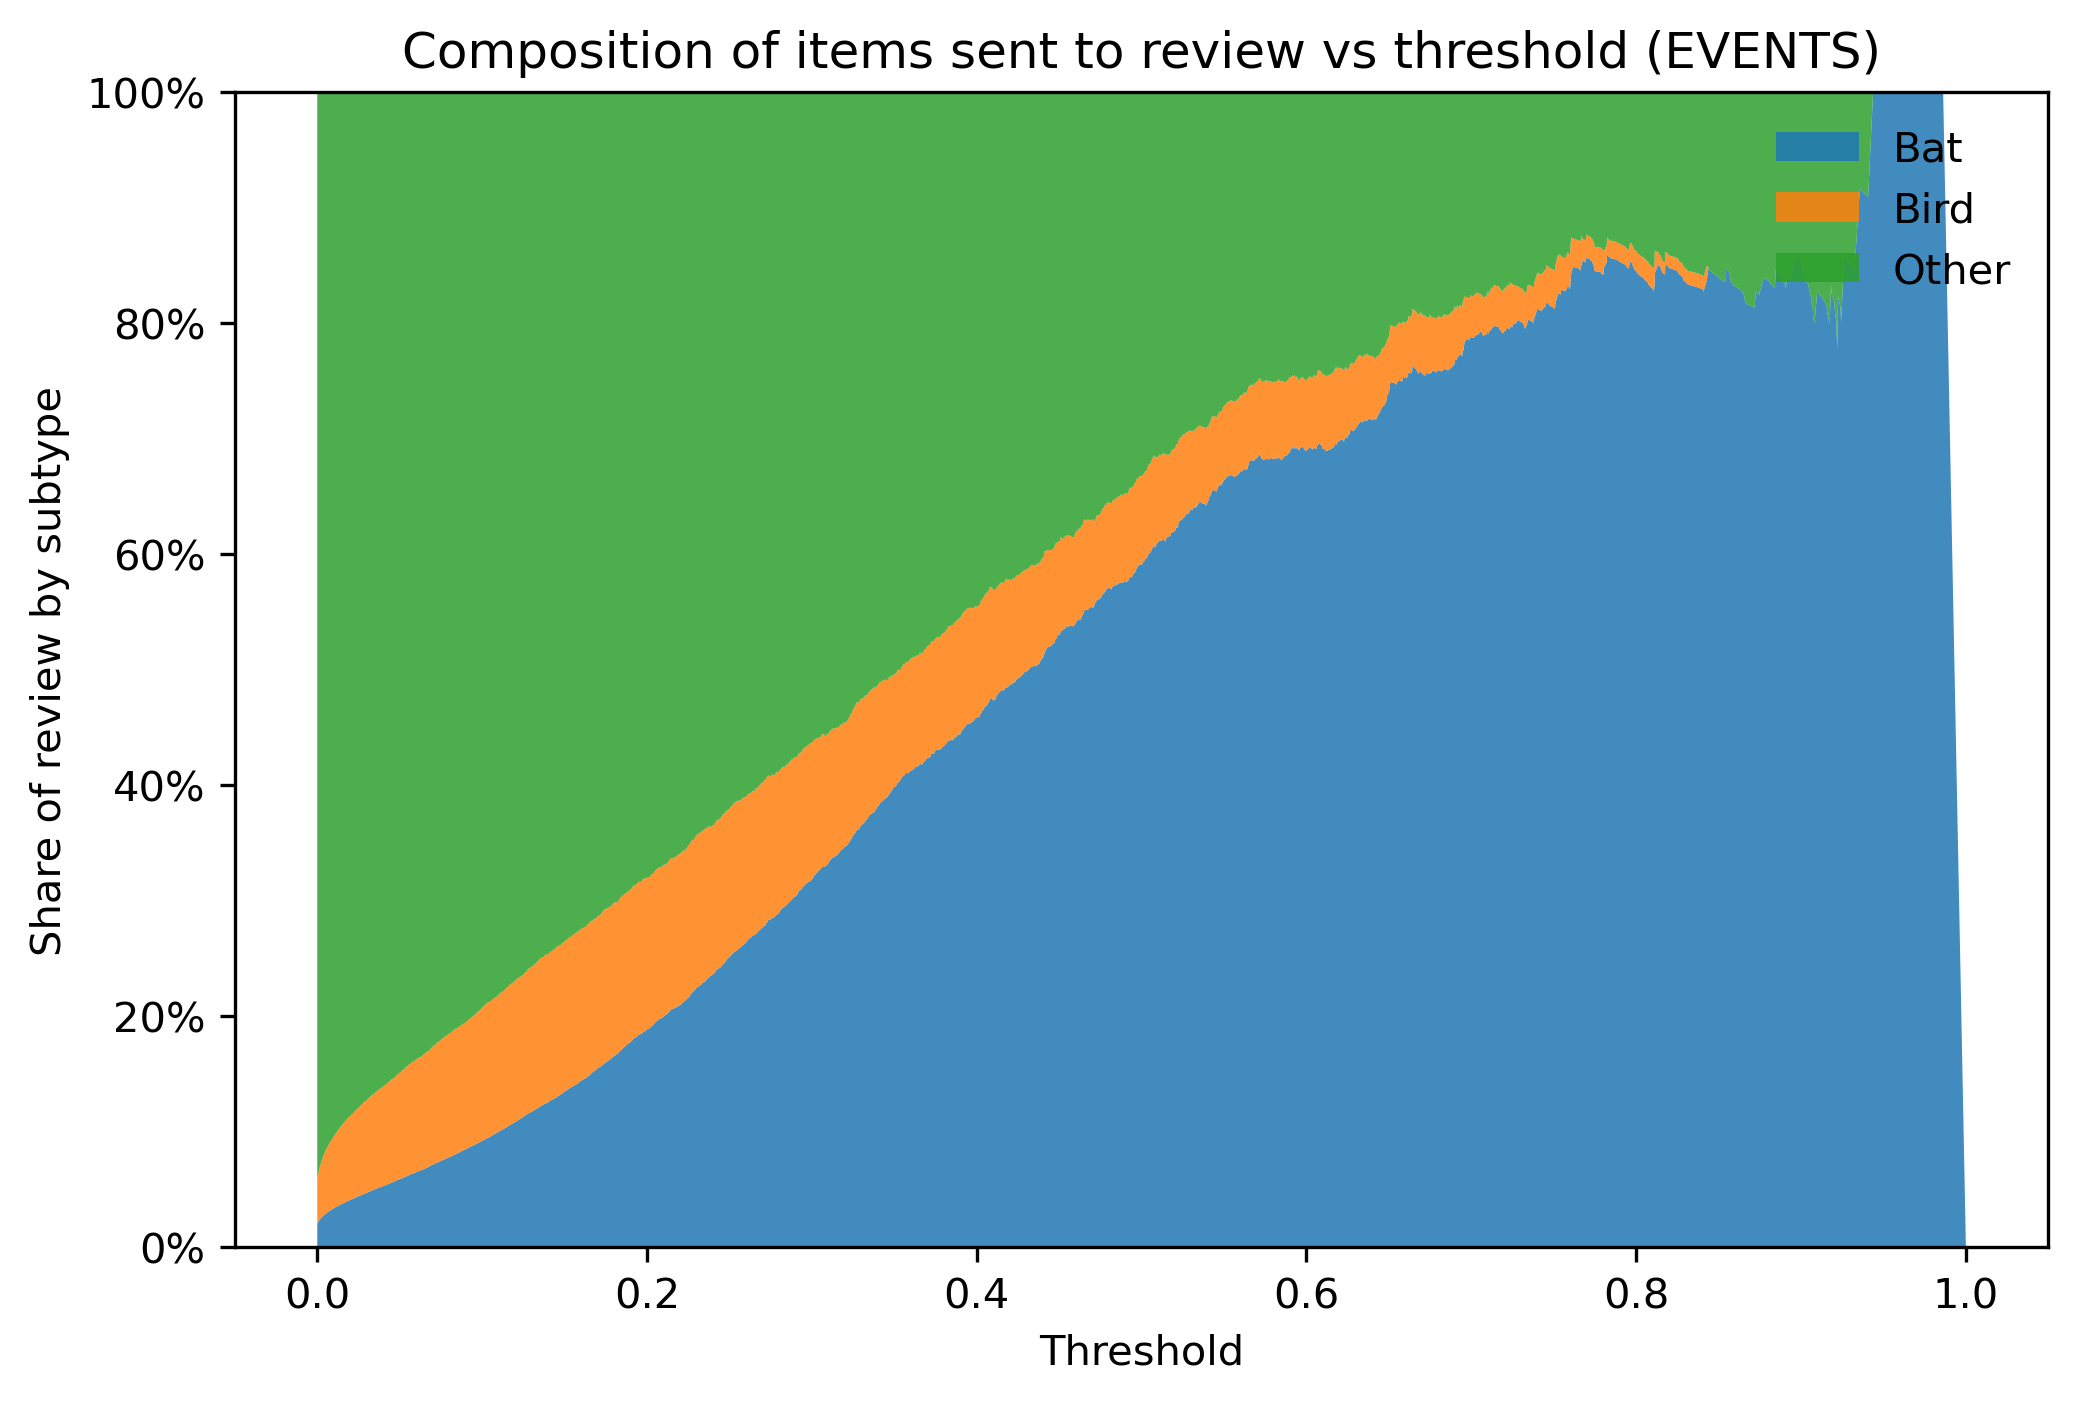 Composition of items sent to review vs threshold (EVENTS)
100%
80%
60%
40%
20%
0%
Share of review by subtype
Bat
Bird
Other
0.0 0.2 0.4 0.6 0.8 1.0
Threshold